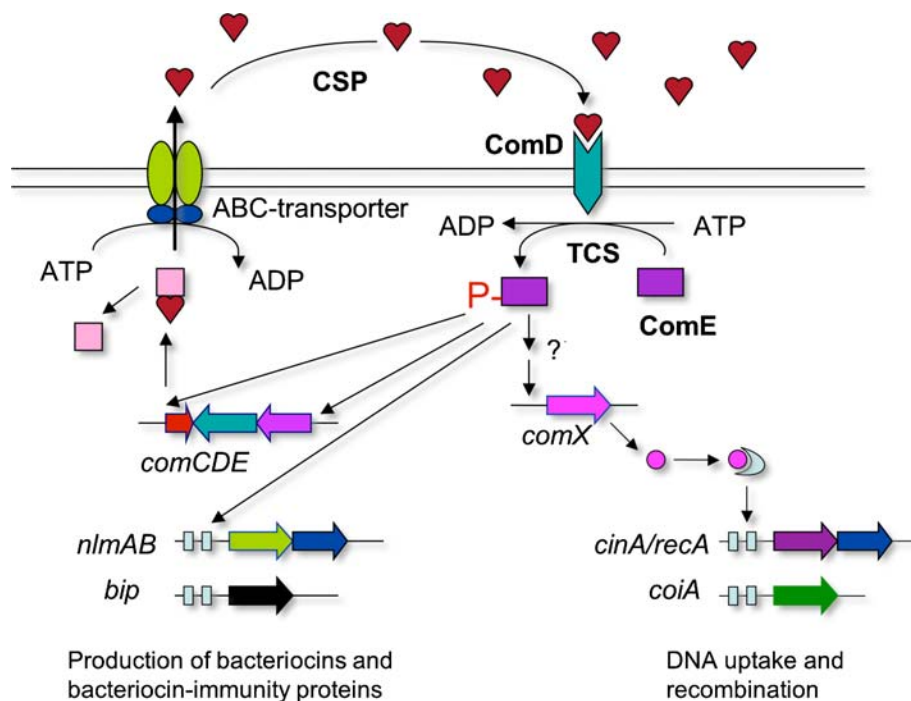 CSP
ComD
ABC-transporter
ATP
ADP
ADP
ATP
TCS
P-
ComE
?
comCDE
comX
nlmAB
bip
cinA/recA
coiA
Production of bacteriocins and
bacteriocin-immunity proteins
DNA uptake and
recombination